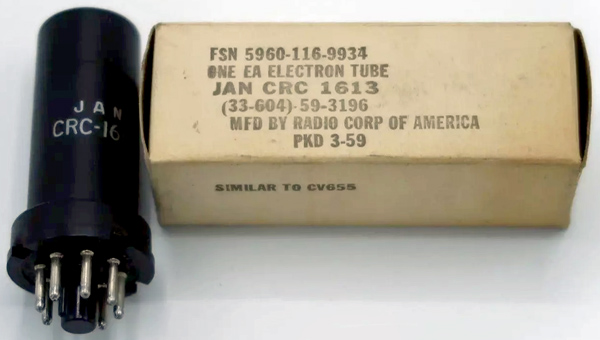 JAN
CRC-16
FSN 5960-116-9934
ONE EA ELECTRON TUBE
JAN CRC 1613
(33-604)-59-3196
MFD BY RADIO CORP OF AMERICA
PKD 3-59
SIMILAR TO CV655